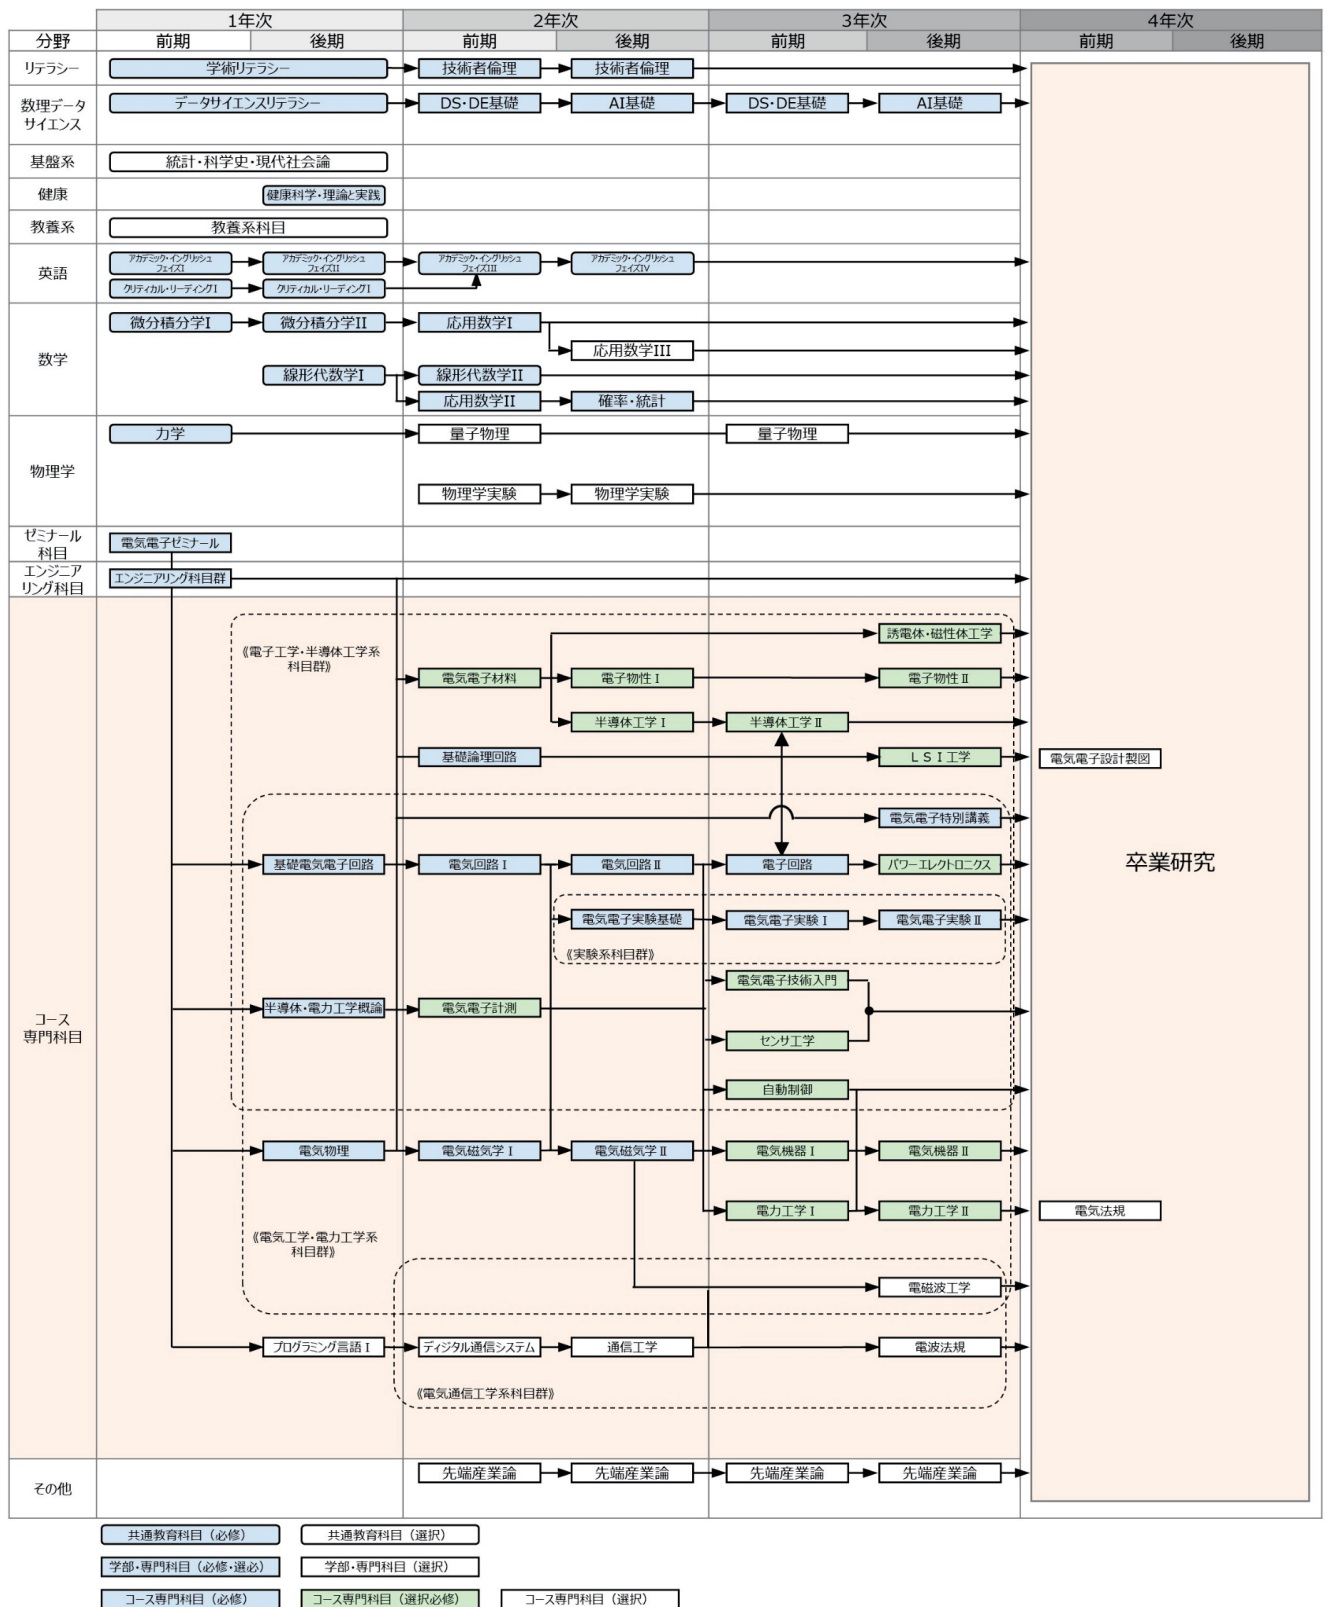 1年次 2年次 3年次 4年次
分野 前期 後期 前期 後期 前期 後期 前期 後期
リテラシー 学術リテラシー 技術者倫理 技術者倫理
数理データ
サイエンス
データサイエンスリテラシー DS・DE基礎 AI基礎 DS・DE基礎 AI基礎
基盤系 統計・科学史・現代社会論
健康 健康科学・理論と実践
教養系 教養系科目
英語
アカデミック・イングリッシュ
フェイズI
アカデミック・イングリッシュ
フェイズII
アカデミック・イングリッシュ
フェイズIII
アカデミック・イングリッシュ
フェイズIV
クリティカル・リーディングI クリティカル・リーディングI
数学
微分積分学I 微分積分学II 応用数学I
応用数学III
線形代数学I 線形代数学II
応用数学II 確率・統計
物理学
力学 量子物理 量子物理
物理学実験 物理学実験
ゼミナール
科目
電気電子ゼミナール
エンジニア
リング科目
エンジニアリング科目群
コース
専門科目
《電子工学・半導体工学系
科目群》
誘電体・磁性体工学
電気電子材料 電子物性Ⅰ 電子物性Ⅱ
半導体工学Ⅰ 半導体工学Ⅱ
基礎論理回路 LSI工学 電気電子設計製図
電気電子特別講義
基礎電気電子回路 電気回路Ⅰ 電気回路Ⅱ 電子回路 パワーエレクトロニクス
卒業研究
電気電子実験基礎 電気電子実験Ⅰ 電気電子実験Ⅱ
《実験系科目群》
電気電子技術入門
半導体・電力工学概論 電気電子計測
センサ工学
自動制御
電気物理 電気磁気学Ⅰ 電気磁気学Ⅱ 電気機器Ⅰ 電気機器Ⅱ
電力工学Ⅰ 電力工学Ⅱ 電気法規
《電気工学・電力工学系
科目群》
電磁波工学
プログラミング言語Ⅰ ディジタル通信システム 通信工学 電波法規
《電気通信工学系科目群》
その他 先端産業論 先端産業論 先端産業論 先端産業論
共通教育科目（必修） 共通教育科目（選択）
学部・専門科目（必修・選必） 学部・専門科目（選択）
コース専門科目（必修） コース専門科目（選択必修） コース専門科目（選択）